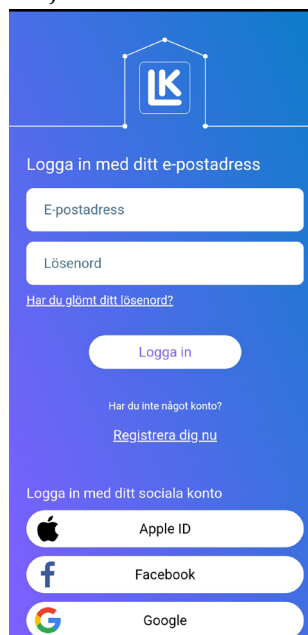 LK
Logga in med ditt e-postadress
E-postadress
Lösenord
Har du glömt ditt lösenord?
Logga in
Har du inte något konto?
Registrera dig nu
Logga in med ditt sociala konto
Apple ID
Facebook
Google